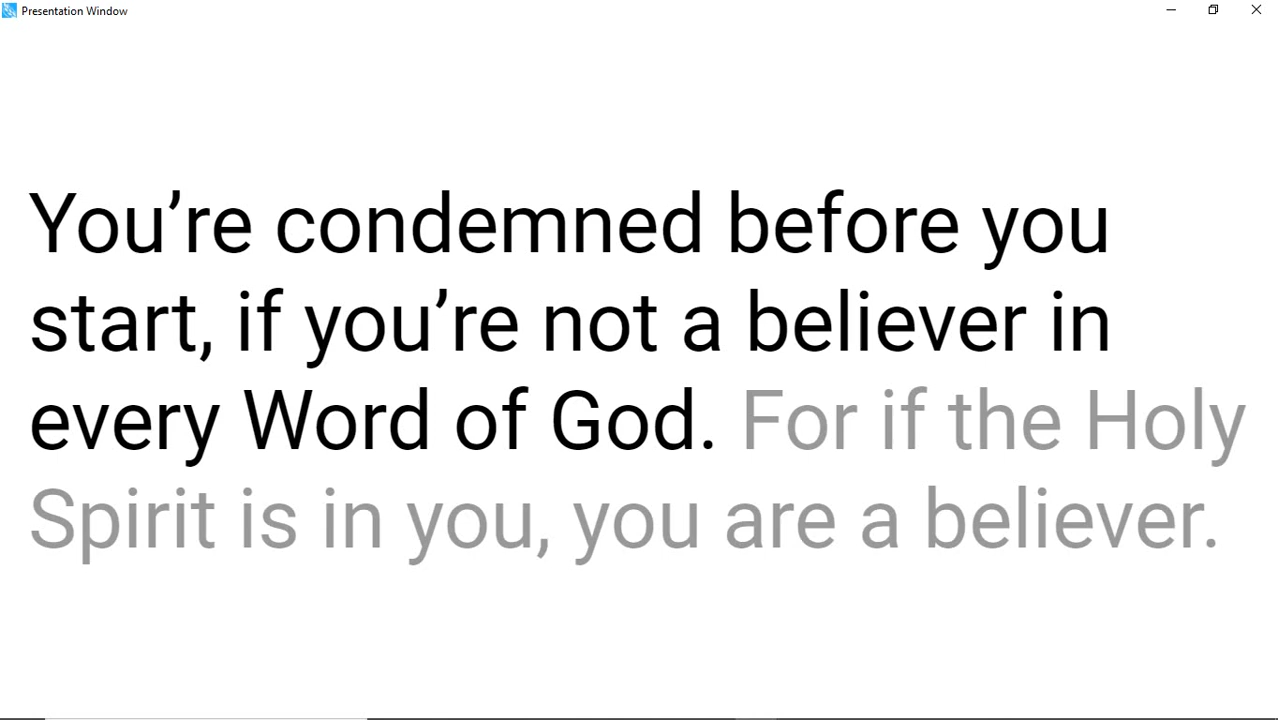 Presentation Window
You’re condemned before you
start, if you’re not a believer in
every Word of God. For if the Holy
Spirit is in you, you are a believer.